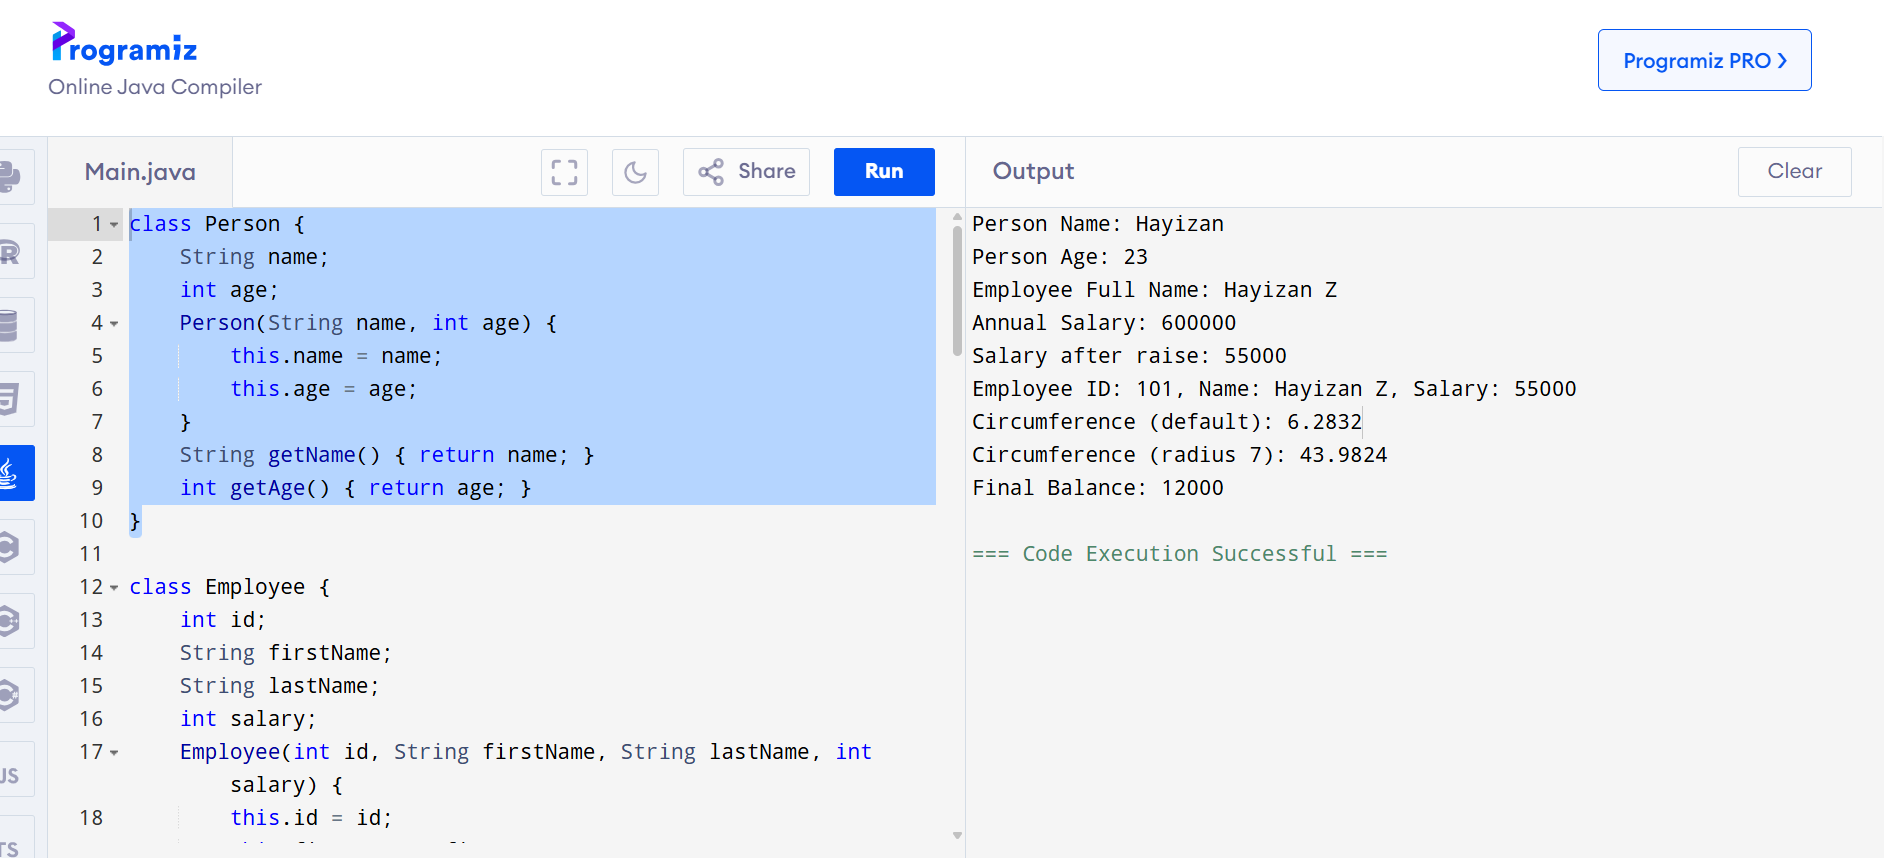 Programiz
Online Java Compiler
Programiz PRO ❯
Main.java
Share
Run
Output
Clear
1 class Person {
2     String name;
3     int age;
4     Person(String name, int age) {
5         this.name = name;
6         this.age = age;
7     }
8     String getName() { return name; }
9     int getAge() { return age; }
10 }
11
12 class Employee {
13     int id;
14     String firstName;
15     String lastName;
16     int salary;
17     Employee(int id, String firstName, String lastName, int
            salary) {
18         this.id = id;
Person Name: Hayizan
Person Age: 23
Employee Full Name: Hayizan Z
Annual Salary: 600000
Salary after raise: 55000
Employee ID: 101, Name: Hayizan Z, Salary: 55000
Circumference (default): 6.2832
Circumference (radius 7): 43.9824
Final Balance: 12000
=== Code Execution Successful ===
R
JS
TS